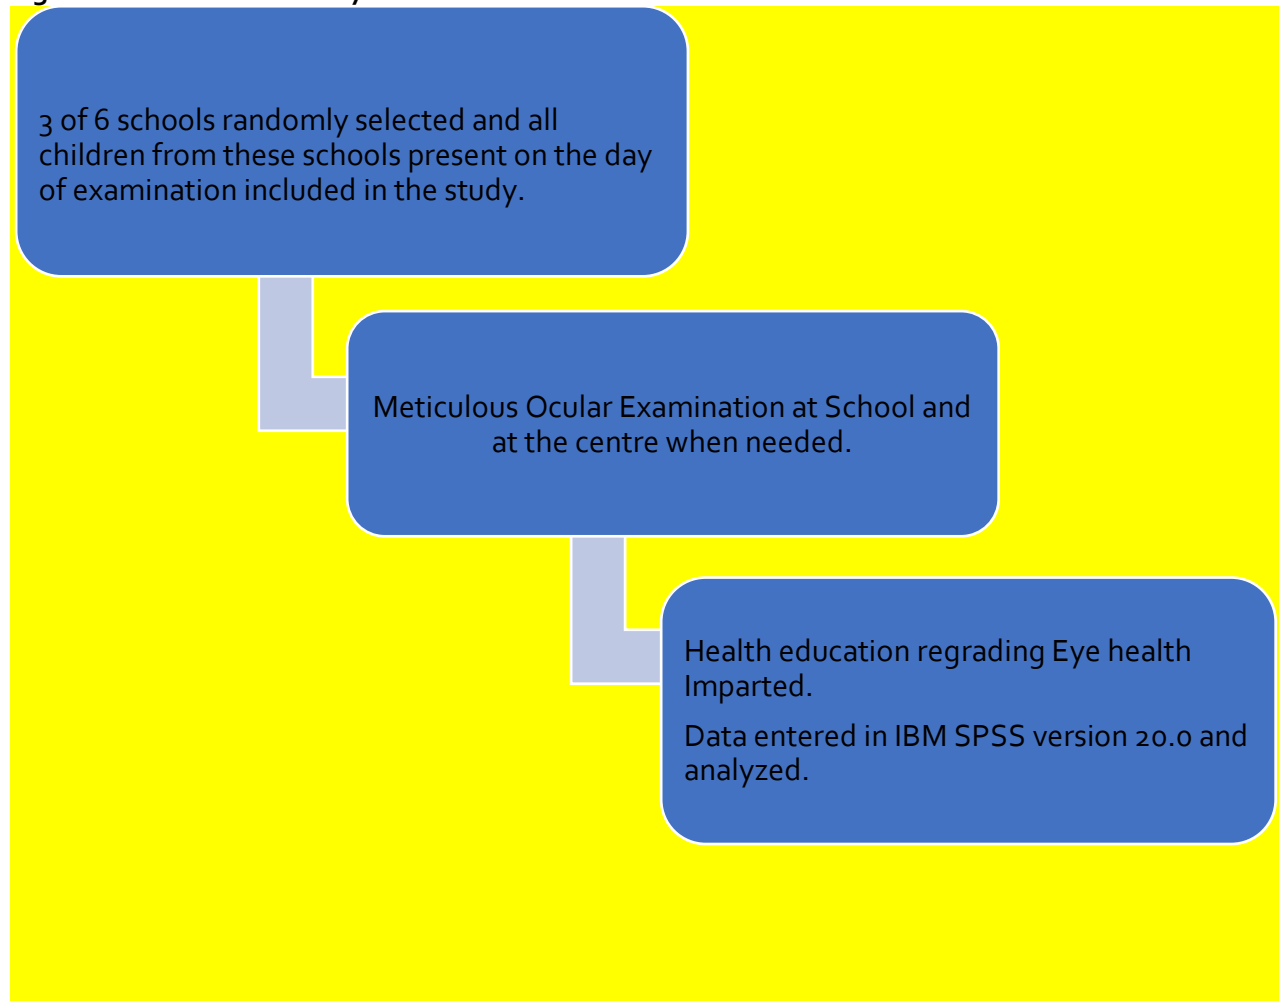 3 of 6 schools randomly selected and all
children from these schools present on the day
of examination included in the study.
Meticulous Ocular Examination at School and
at the centre when needed.
Health education regrading Eye health
Imparted.
Data entered in IBM SPSS version 20.0 and
analyzed.